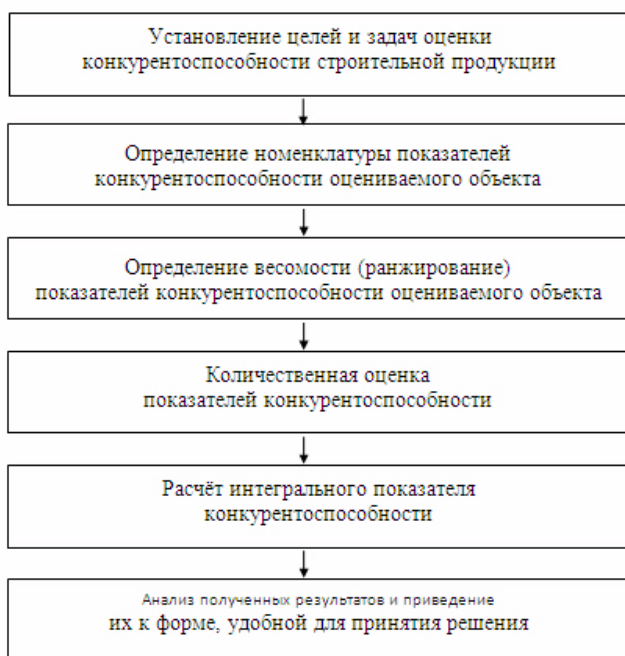 Установление целей и задач оценки
конкурентоспособности строительной продукции
Определение номенклатуры показателей
конкурентоспособности оцениваемого объекта
Определение весомости (ранжирование)
показателей конкурентоспособности оцениваемого объекта
Количественная оценка
показателей конкурентоспособности
Расчёт интегрального показателя
конкурентоспособности
Анализ полученных результатов и приведение
их к форме, удобной для принятия решения